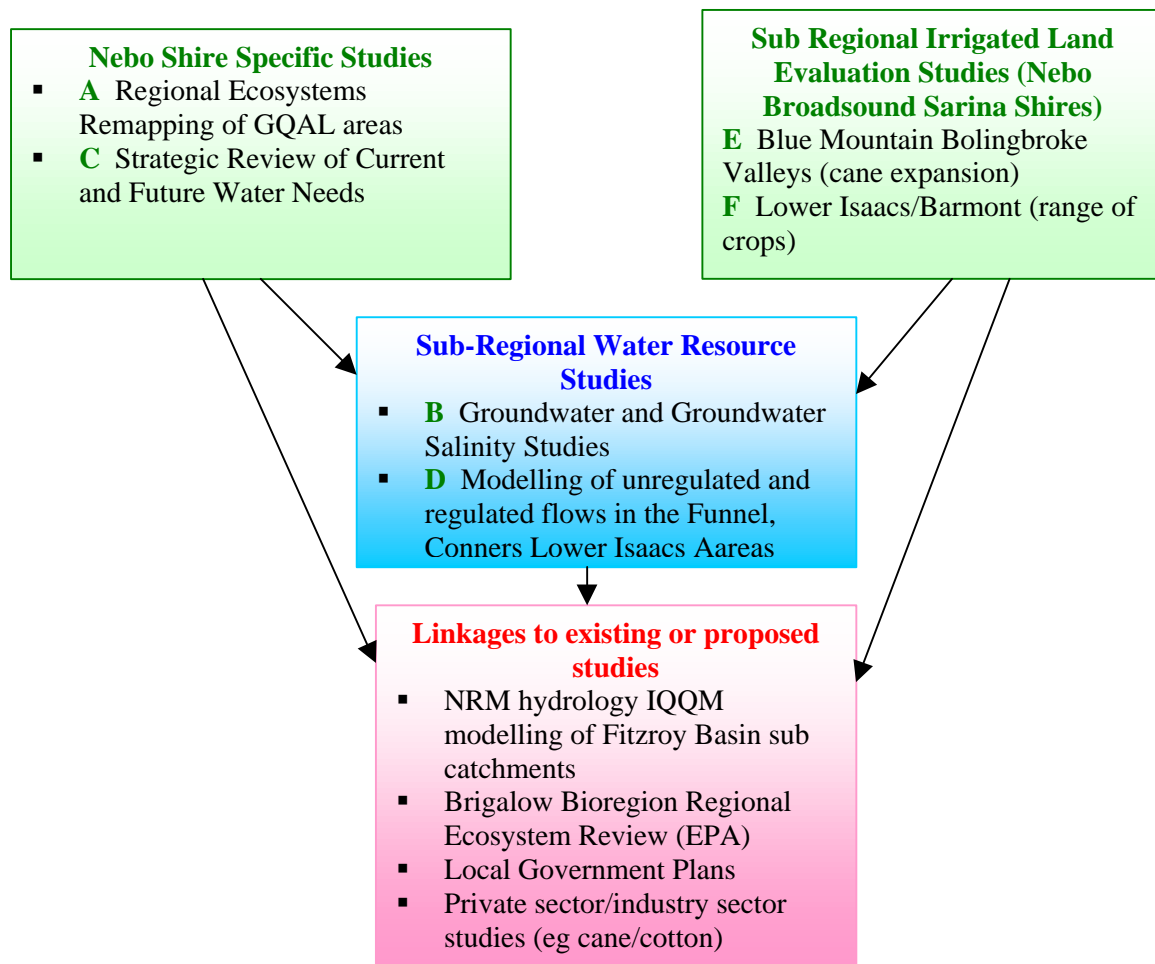 Nebo Shire Specific Studies
▪ A Regional Ecosystems
Remapping of GQAL areas
▪ C Strategic Review of Current
and Future Water Needs
Sub Regional Irrigated Land
Evaluation Studies (Nebo
Broadsound Sarina Shires)
E Blue Mountain Bolingbroke
Valleys (cane expansion)
F Lower Isaacs/Barmont (range of
crops)
Sub-Regional Water Resource
Studies
▪ B Groundwater and Groundwater
Salinity Studies
▪ D Modelling of unregulated and
regulated flows in the Funnel,
Conners Lower Isaacs Aareas
Linkages to existing or proposed
studies
▪ NRM hydrology IQQM
modelling of Fitzroy Basin sub
catchments
▪ Brigalow Bioregion Regional
Ecosystem Review (EPA)
▪ Local Government Plans
▪ Private sector/industry sector
studies (eg cane/cotton)